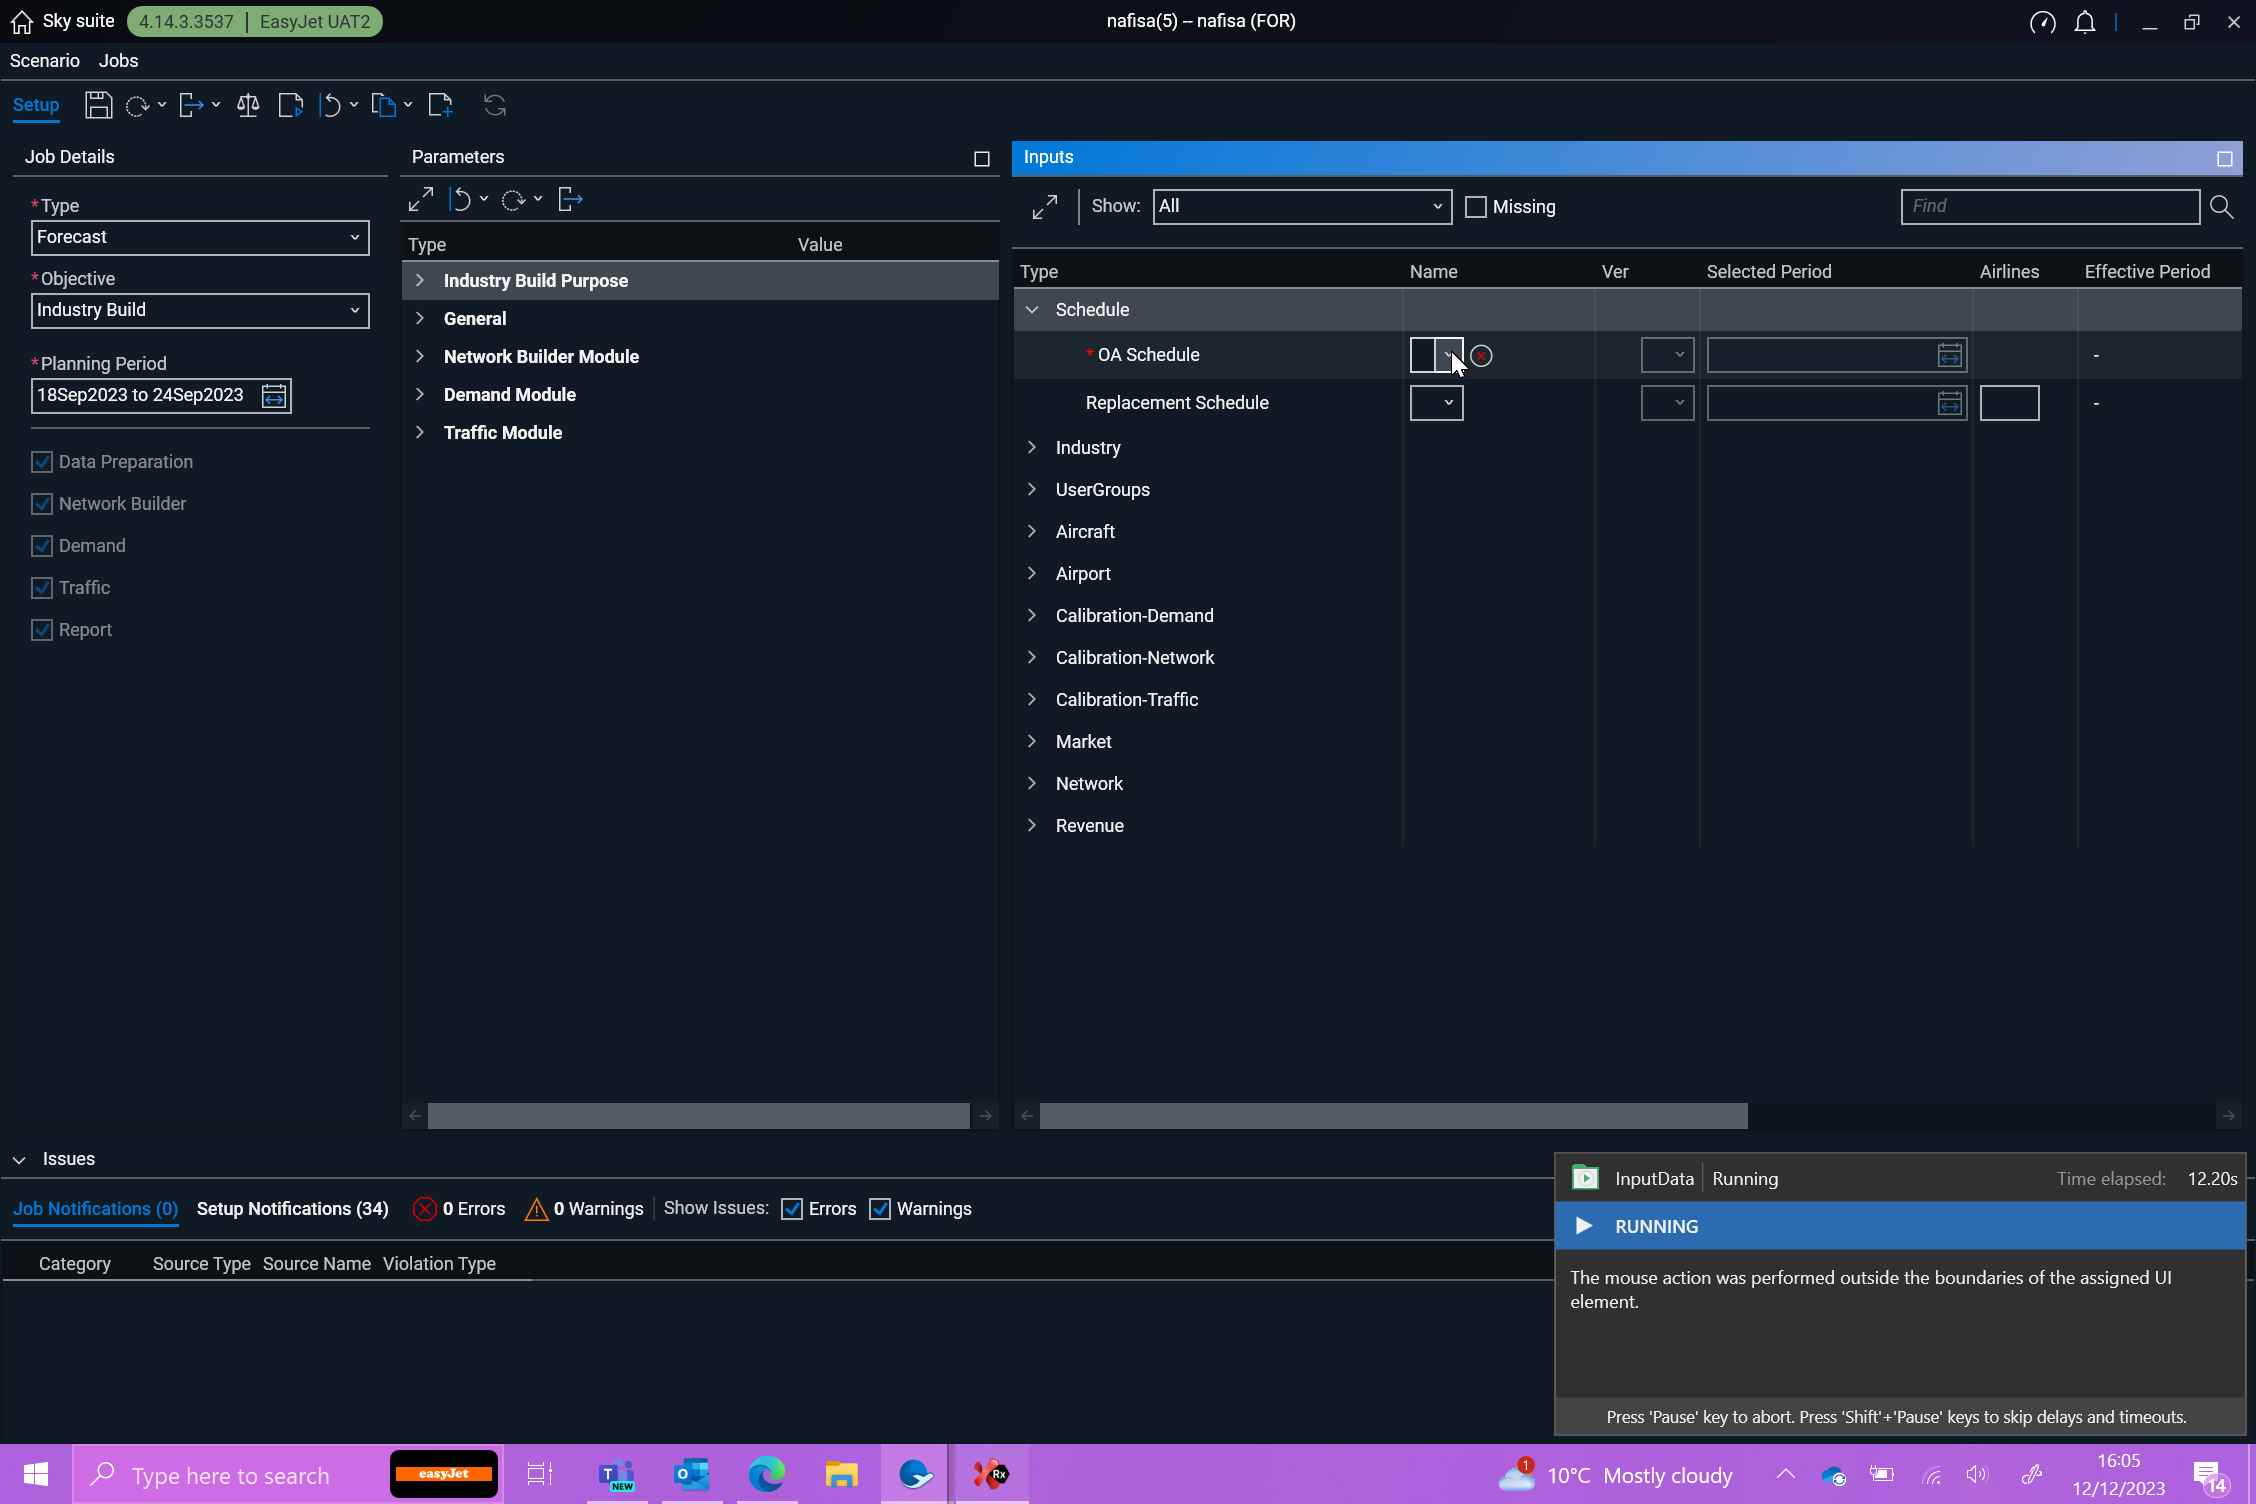 Sky suite 4.14.3.3537 | EasyJet UAT2 nafisa(5) – nafisa (FOR)
Scenario Jobs
Setup
Job Details
*Type
Forecast
*Objective
Industry Build
*Planning Period
18Sep2023 to 24Sep2023
Data Preparation
Network Builder
Demand
Traffic
Report
Parameters
Type Value
Industry Build Purpose
General
Network Builder Module
Demand Module
Traffic Module
Inputs
Show: All Missing Find
Type Name Ver Selected Period Airlines Effective Period
Schedule
* OA Schedule -
Replacement Schedule -
Industry
UserGroups
Aircraft
Airport
Calibration-Demand
Calibration-Network
Calibration-Traffic
Market
Network
Revenue
Issues
Job Notifications (0) Setup Notifications (34) 0 Errors 0 Warnings Show Issues: Errors Warnings
Category Source Type Source Name Violation Type
InputData Running Time elapsed: 12.20s
RUNNING
The mouse action was performed outside the boundaries of the assigned UI
element.
Press 'Pause' key to abort. Press 'Shift'+'Pause' keys to skip delays and timeouts.
Type here to search easyJet T NEW O Rx 1 10°C Mostly cloudy 16:05
12/12/2023 14